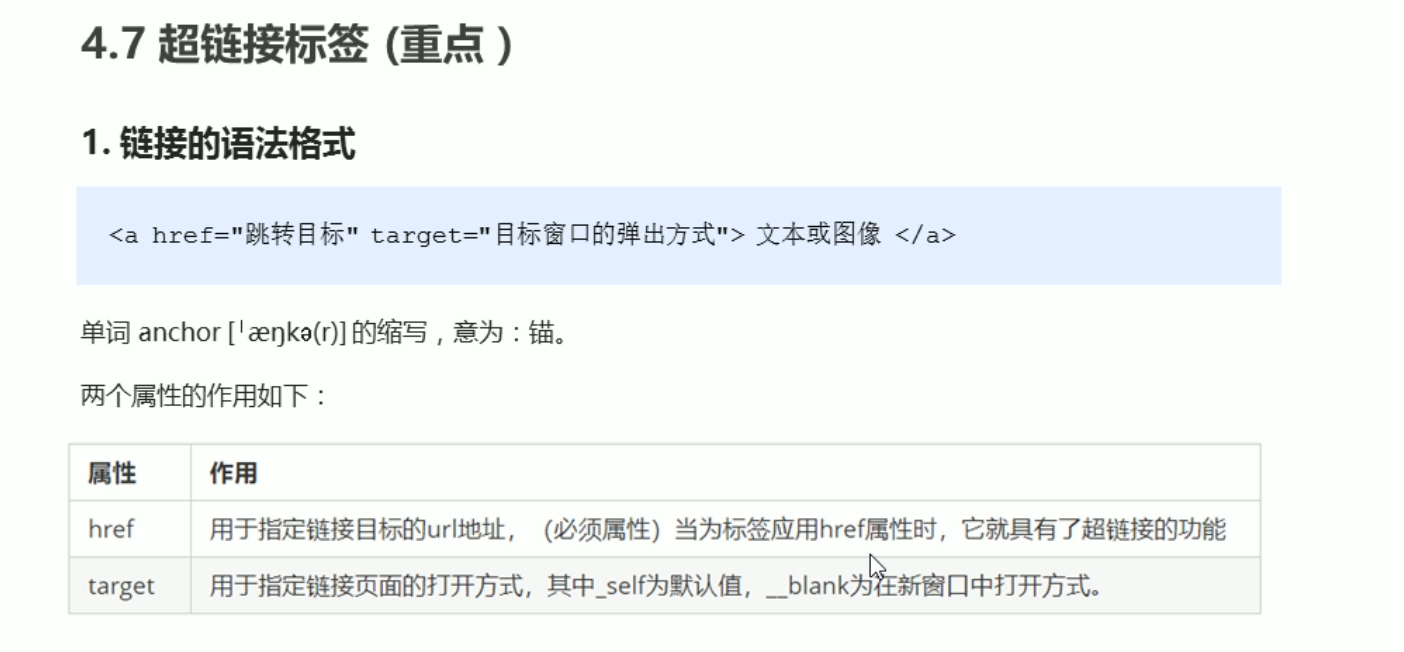 4.7 超链接标签 (重点 )
1. 链接的语法格式
<a href="跳转目标" target="目标窗口的弹出方式"> 文本或图像 </a>
单词 anchor [ˈæŋkə(r)] 的缩写，意为：锚。
两个属性的作用如下：
属性 作用
href 用于指定链接目标的url地址，（必须属性）当为标签应用href属性时，它就具有了超链接的功能
target 用于指定链接页面的打开方式，其中_self为默认值，__blank为在新窗口中打开方式。